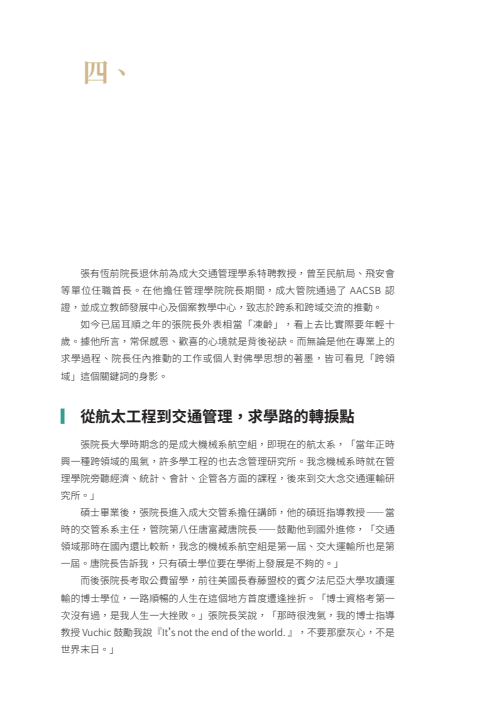 四、
張有恆前院長退休前為成大交通管理學系特聘教授，曾至民航局、飛安會
等單位任職首長。在他擔任管理學院院長期間，成大管院通過了 AACSB 認
證，並成立教師發展中心及個案教學中心，致志於跨系和跨域交流的推動。
如今已屆耳順之年的張院長外表相當「凍齡」，看上去比實際要年輕十
歲。據他所言，常保感恩、歡喜的心境就是背後祕訣。而無論是他在專業上的
求學過程、院長任內推動的工作或個人對佛學思想的著墨，皆可看見「跨領
域」這個關鍵詞的身影。
從航太工程到交通管理，求學路的轉捩點
張院長大學時期念的是成大機械系航空組，即現在的航太系，「當年正時
興一種跨領域的風氣，許多學工程的也去念管理研究所。我念機械系時就在管
理學院旁聽經濟、統計、會計、企管各方面的課程，後來到交大念交通運輸研
究所。」
碩士畢業後，張院長進入成大交管系擔任講師，他的碩班指導教授——當
時的交管系系主任，管院第八任唐富藏唐院長——鼓勵他到國外進修，「交通
領域那時在國內還比較新，我念的機械系航空組是第一屆、交大運輸所也是第
一屆。唐院長告訴我，只有碩士學位要在學術上發展是不夠的。」
而後張院長考取公費留學，前往美國長春藤盟校的賓夕法尼亞大學攻讀運
輸的博士學位，一路順暢的人生在這個地方首度遭逢挫折。「博士資格考第一
次沒有過，是我人生一大挫敗。」張院長笑說，「那時很洩氣，我的博士指導
教授 Vuchic 鼓勵我說『It's not the end of the world. 』，不要那麼灰心，不是
世界末日。」